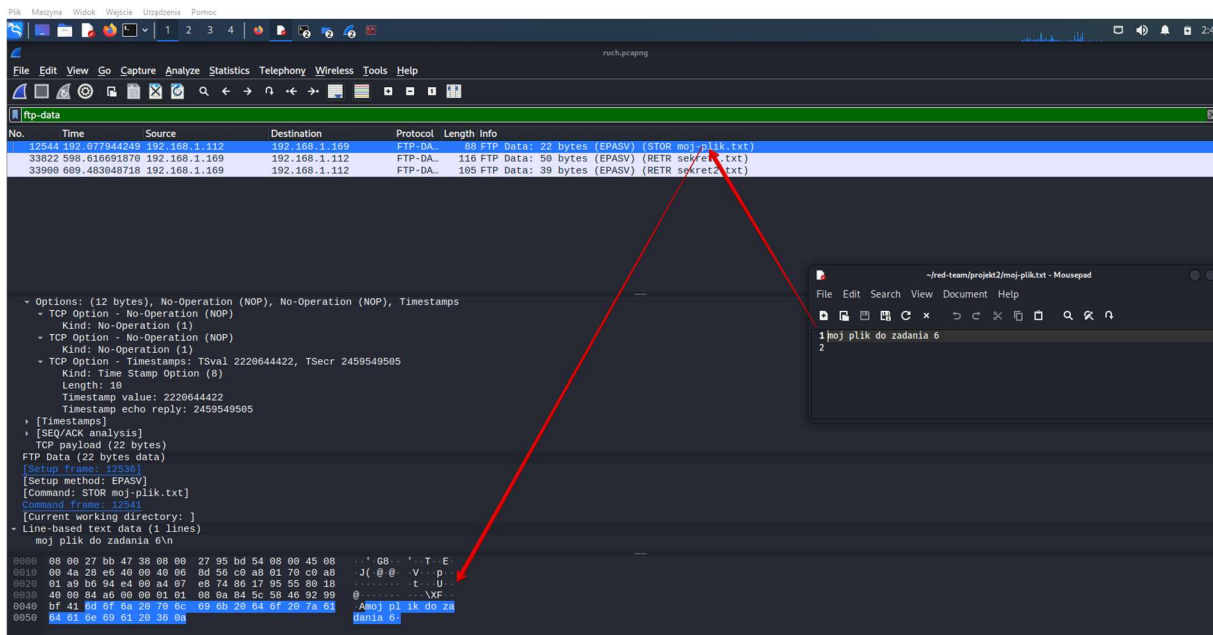 Plik Maszyna Widok Wejście Urządzenia Pomoc
1 2 3 4
ruch.pcapng
File Edit View Go Capture Analyze Statistics Telephony Wireless Tools Help
ftp-data
No. Time Source Destination Protocol Length Info
12544 192.077944249 192.168.1.112 192.168.1.169 FTP-DA… 88 FTP Data: 22 bytes (EPASV) (STOR moj-plik.txt)
33822 598.616691870 192.168.1.169 192.168.1.112 FTP-DA… 116 FTP Data: 50 bytes (EPASV) (RETR sekret.txt)
33900 609.483048718 192.168.1.169 192.168.1.112 FTP-DA… 105 FTP Data: 39 bytes (EPASV) (RETR sekret2.txt)
~/red-team/projekt2/moj-plik.txt - Mousepad
File Edit Search View Document Help
1 moj plik do zadania 6
2
Options: (12 bytes), No-Operation (NOP), No-Operation (NOP), Timestamps
TCP Option - No-Operation (NOP)
Kind: No-Operation (1)
TCP Option - No-Operation (NOP)
Kind: No-Operation (1)
TCP Option - Timestamps: TSval 2220644422, TSecr 2459549505
Kind: Time Stamp Option (8)
Length: 10
Timestamp value: 2220644422
Timestamp echo reply: 2459549505
[Timestamps]
[SEQ/ACK analysis]
TCP payload (22 bytes)
FTP Data (22 bytes data)
[Setup frame: 12536]
[Setup method: EPASV]
[Command: STOR moj-plik.txt]
Command frame: 12541
[Current working directory: ]
Line-based text data (1 lines)
moj plik do zadania 6\n
0000 08 00 27 bb 47 38 08 00 27 95 bd 54 08 00 45 08 ··'·G8·· '··T··E·
0010 00 4a 28 e6 40 00 40 06 8d 56 c0 a8 01 70 c0 a8 ·J(·@·@· ·V···p··
0020 01 a9 b6 94 e4 00 a4 07 e8 74 86 17 95 55 80 18 ········ ·t···U··
0030 40 00 84 a6 00 00 01 01 08 0a 84 5c 58 46 92 99 @······· ···\XF··
0040 bf 41 6d 6f 6a 20 70 6c 69 6b 20 64 6f 20 7a 61 ·Amoj pl ik do za
0050 64 61 6e 69 61 20 36 0a dania 6·